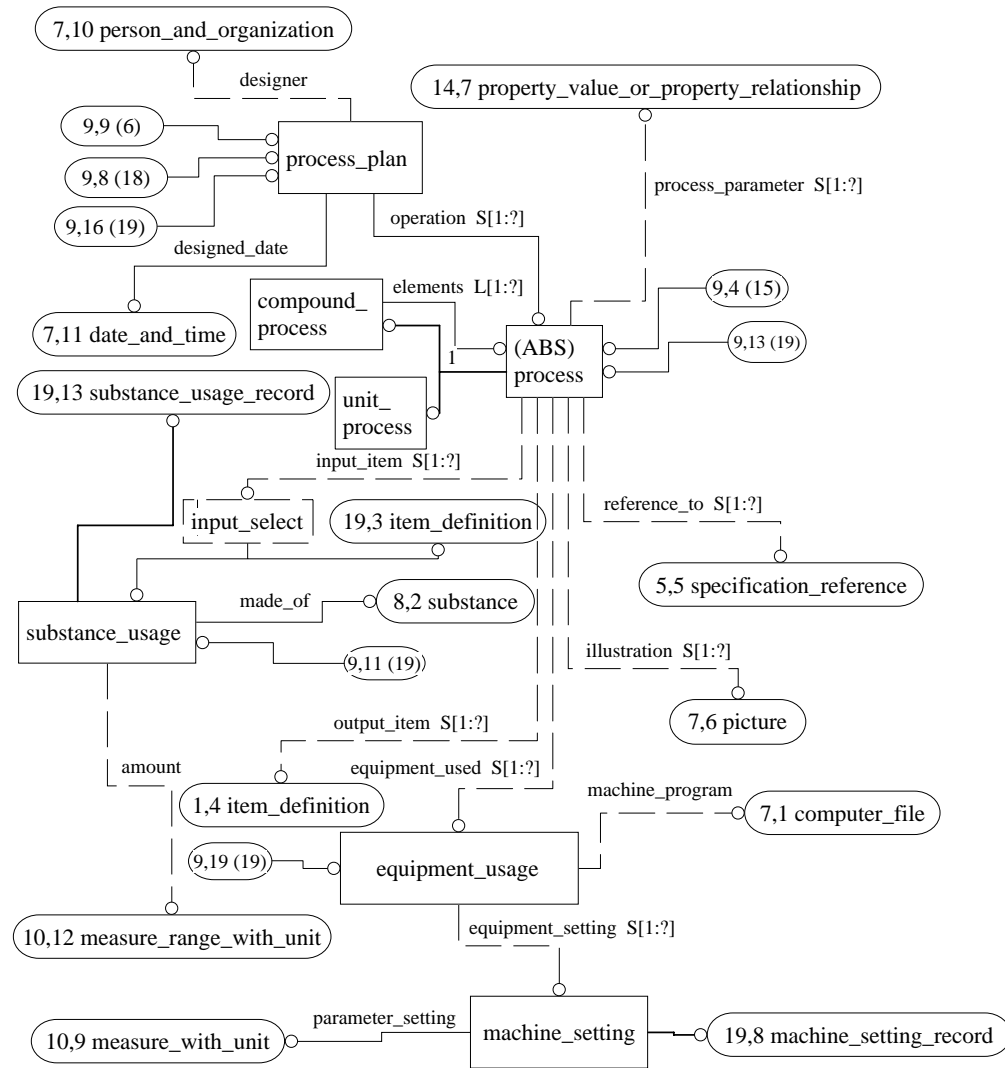 7,10 person_and_organization
designer
14,7 property_value_or_property_relationship
9,9 (6)
process_plan
9,8 (18)
process_parameter S[1:?]
9,16 (19)
operation S[1:?]
designed_date
elements L[1:?]
9,4 (15)
compound_
process
7,11 date_and_time
1
(ABS)
process
9,13 (19)
19,13 substance_usage_record
unit_
process
input_item S[1:?]
input_select
19,3 item_definition
reference_to S[1:?]
5,5 specification_reference
made_of
8,2 substance
substance_usage
9,11 (19)
illustration S[1:?]
output_item S[1:?]
7,6 picture
amount
equipment_used S[1:?]
machine_program
1,4 item_definition
7,1 computer_file
9,19 (19)
equipment_usage
equipment_setting S[1:?]
10,12 measure_range_with_unit
parameter_setting
10,9 measure_with_unit
machine_setting
19,8 machine_setting_record